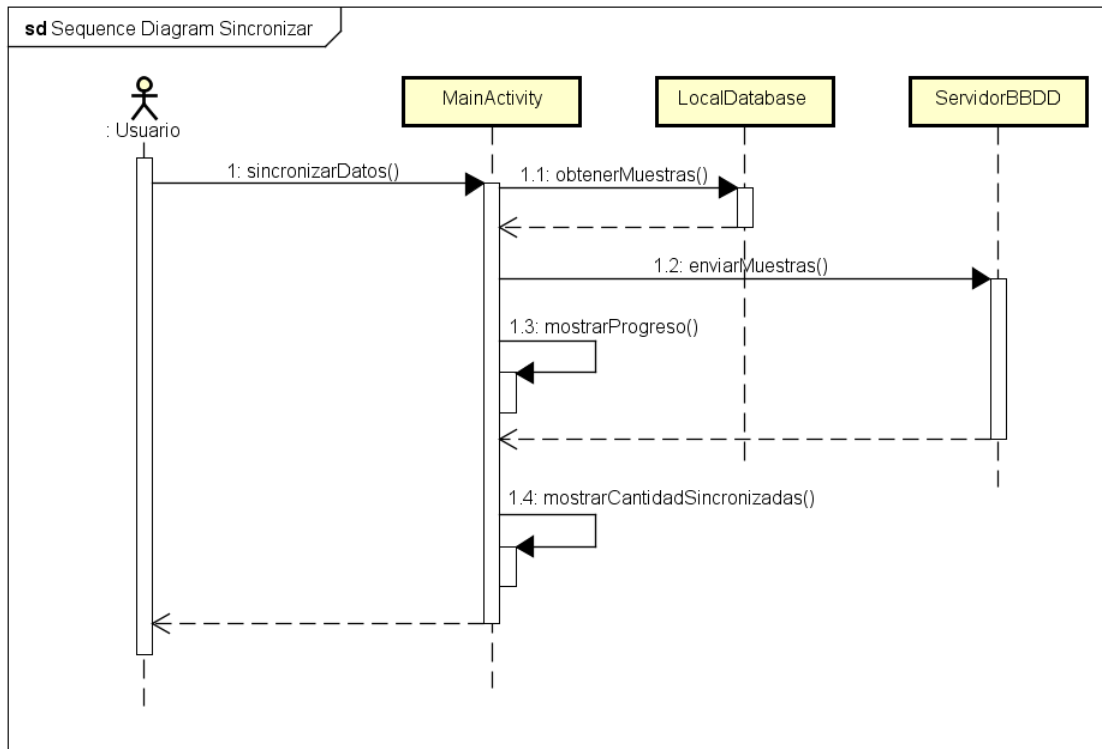 sd Sequence Diagram Sincronizar
: Usuario
MainActivity
LocalDatabase
ServidorBBDD
1: sincronizarDatos()
1.1: obtenerMuestras()
1.2: enviarMuestras()
1.3: mostrarProgreso()
1.4: mostrarCantidadSincronizadas()